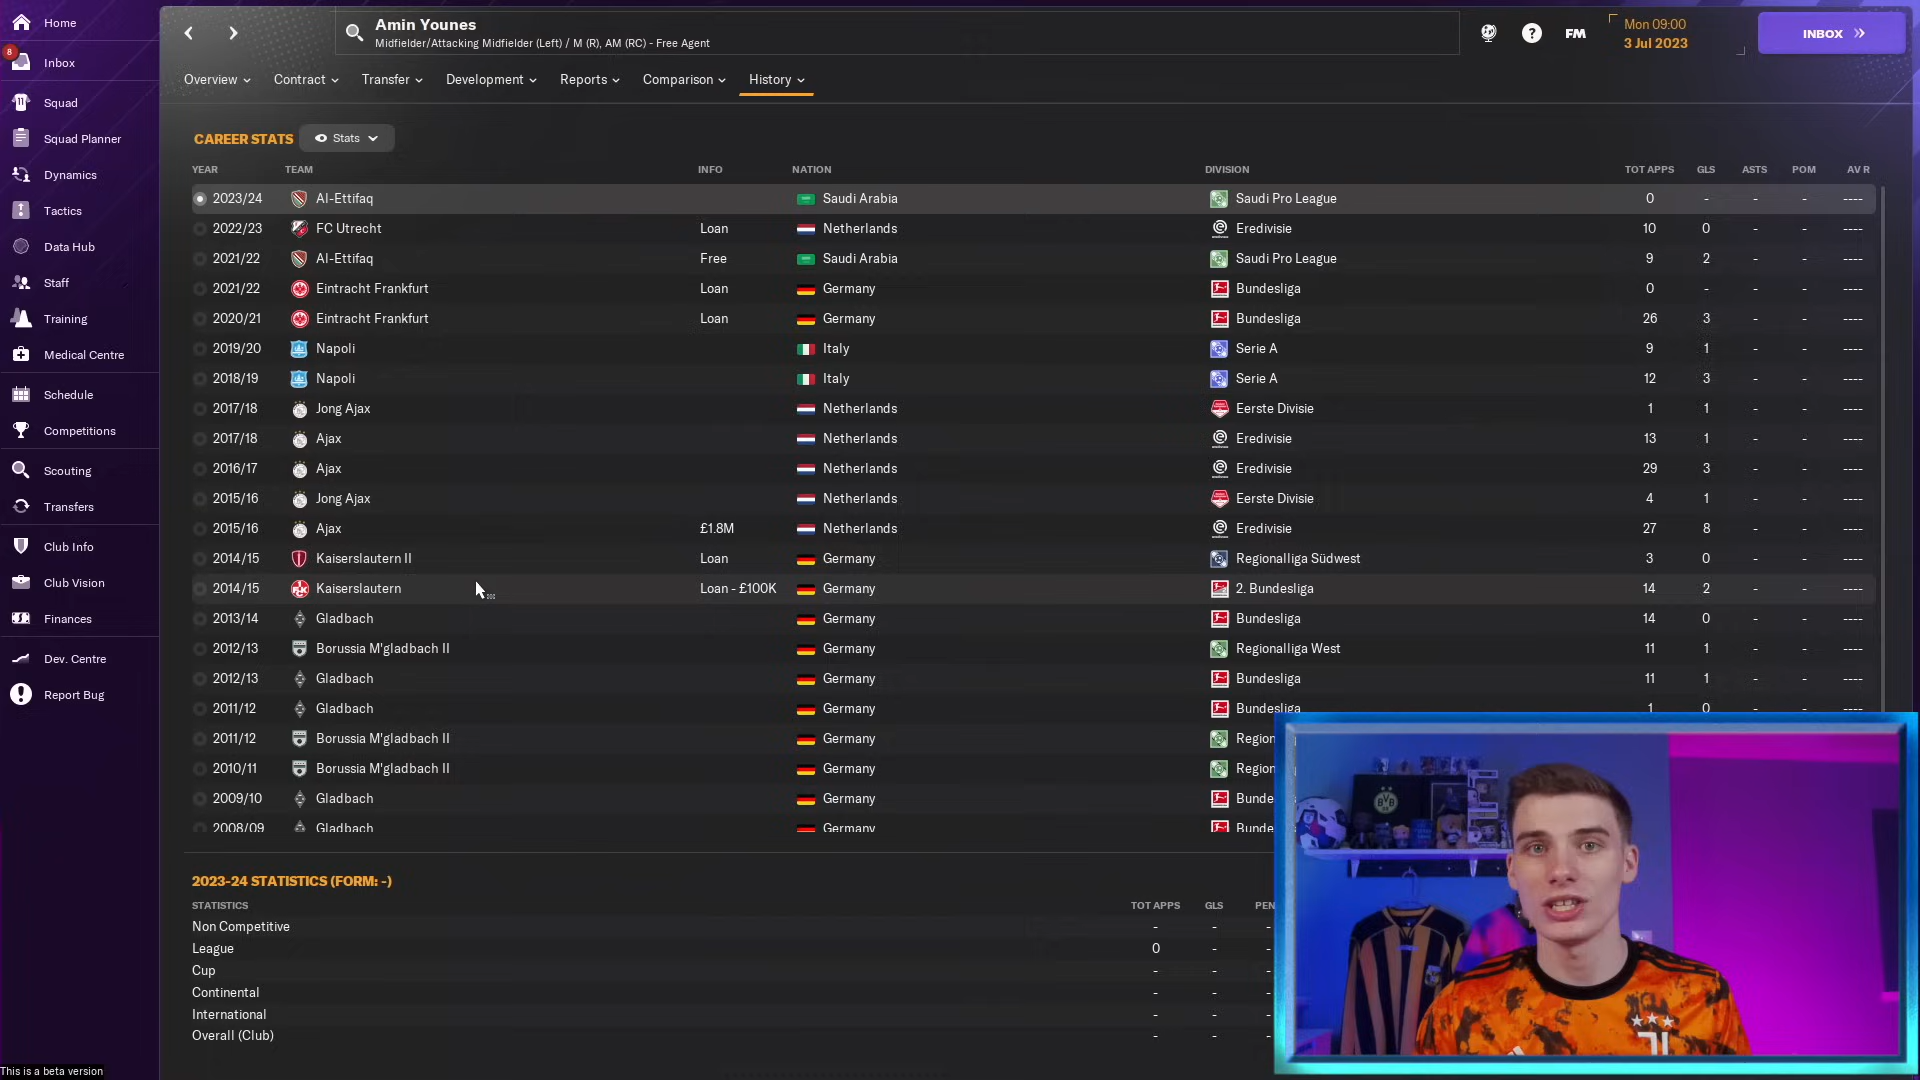 Home
8
Inbox
Squad
Squad Planner
Dynamics
Tactics
Data Hub
Staff
Training
Medical Centre
Schedule
Competitions
Scouting
Transfers
Club Info
Club Vision
Finances
Dev. Centre
Report Bug
This is a beta version
Amin Younes
Midfielder/Attacking Midfielder (Left) / M (R), AM (RC) - Free Agent
FM
Mon 09:00
3 Jul 2023
INBOX
Overview Contract Transfer Development Reports Comparison History
CAREER STATS Stats
YEAR TEAM INFO NATION DIVISION TOT APPS GLS ASTS POM AV R
2023/24 Al-Ettifaq Saudi Arabia Saudi Pro League 0 - - - ----
2022/23 FC Utrecht Loan Netherlands Eredivisie 10 0 - - ----
2021/22 Al-Ettifaq Free Saudi Arabia Saudi Pro League 9 2 - - ----
2021/22 Eintracht Frankfurt Loan Germany Bundesliga 0 - - - ----
2020/21 Eintracht Frankfurt Loan Germany Bundesliga 26 3 - - ----
2019/20 Napoli Italy Serie A 9 1 - - ----
2018/19 Napoli Italy Serie A 12 3 - - ----
2017/18 Jong Ajax Netherlands Eerste Divisie 1 1 - - ----
2017/18 Ajax Netherlands Eredivisie 13 1 - - ----
2016/17 Ajax Netherlands Eredivisie 29 3 - - ----
2015/16 Jong Ajax Netherlands Eerste Divisie 4 1 - - ----
2015/16 Ajax £1.8M Netherlands Eredivisie 27 8 - - ----
2014/15 Kaiserslautern II Loan Germany Regionalliga Südwest 3 0 - - ----
2014/15 Kaiserslautern Loan - £100K Germany 2. Bundesliga 14 2 - - ----
2013/14 Gladbach Germany Bundesliga 14 0 - - ----
2012/13 Borussia M'gladbach II Germany Regionalliga West 11 1 - - ----
2012/13 Gladbach Germany Bundesliga 11 1 - - ----
2011/12 Gladbach Germany Bundesliga 1 0 - - ----
2011/12 Borussia M'gladbach II Germany Region
2010/11 Borussia M'gladbach II Germany Region
2009/10 Gladbach Germany Bunde
2008/09 Gladbach Germany Bunde
2023-24 STATISTICS (FORM: -)
STATISTICS TOT APPS GLS PEN
Non Competitive - - -
League 0 - -
Cup - - -
Continental - - -
International - - -
Overall (Club) - - -
BVB